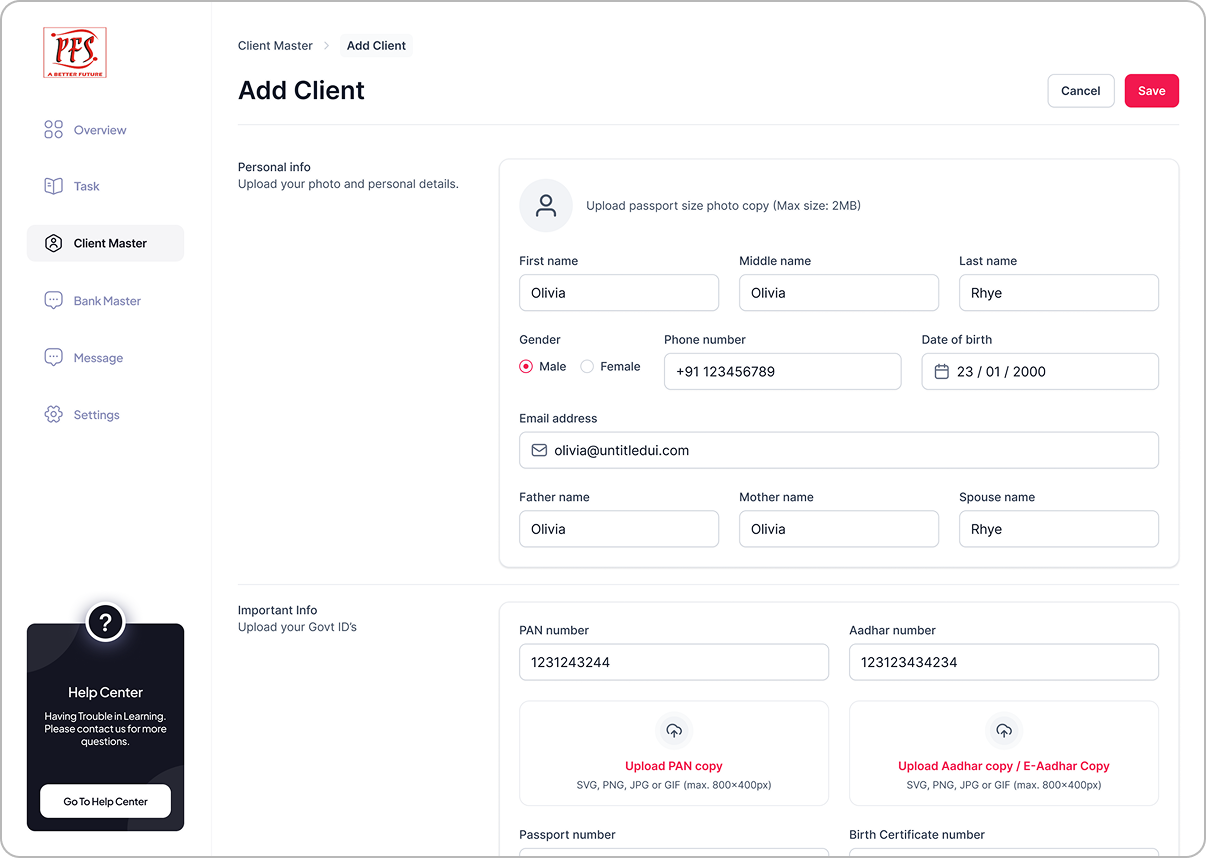 PFS.
A BETTER FUTURE
Overview
Task
Client Master
Bank Master
Message
Settings
?
Help Center
Having Trouble in Learning.
Please contact us for more
questions.
Go To Help Center
Client Master
Add Client
Add Client
Cancel
Save
Personal info
Upload your photo and personal details.
Upload passport size photo copy (Max size: 2MB)
First name
Middle name
Last name
Olivia
Olivia
Rhye
Gender
Phone number
Date of birth
Male
Female
+91 123456789
23 / 01 / 2000
Email address
olivia@untitledui.com
Father name
Mother name
Spouse name
Olivia
Olivia
Rhye
Important Info
Upload your Govt ID's
PAN number
Aadhar number
1231243244
123123434234
Upload PAN copy
SVG, PNG, JPG or GIF (max. 800×400px)
Upload Aadhar copy / E-Aadhar Copy
SVG, PNG, JPG or GIF (max. 800×400px)
Passport number
Birth Certificate number